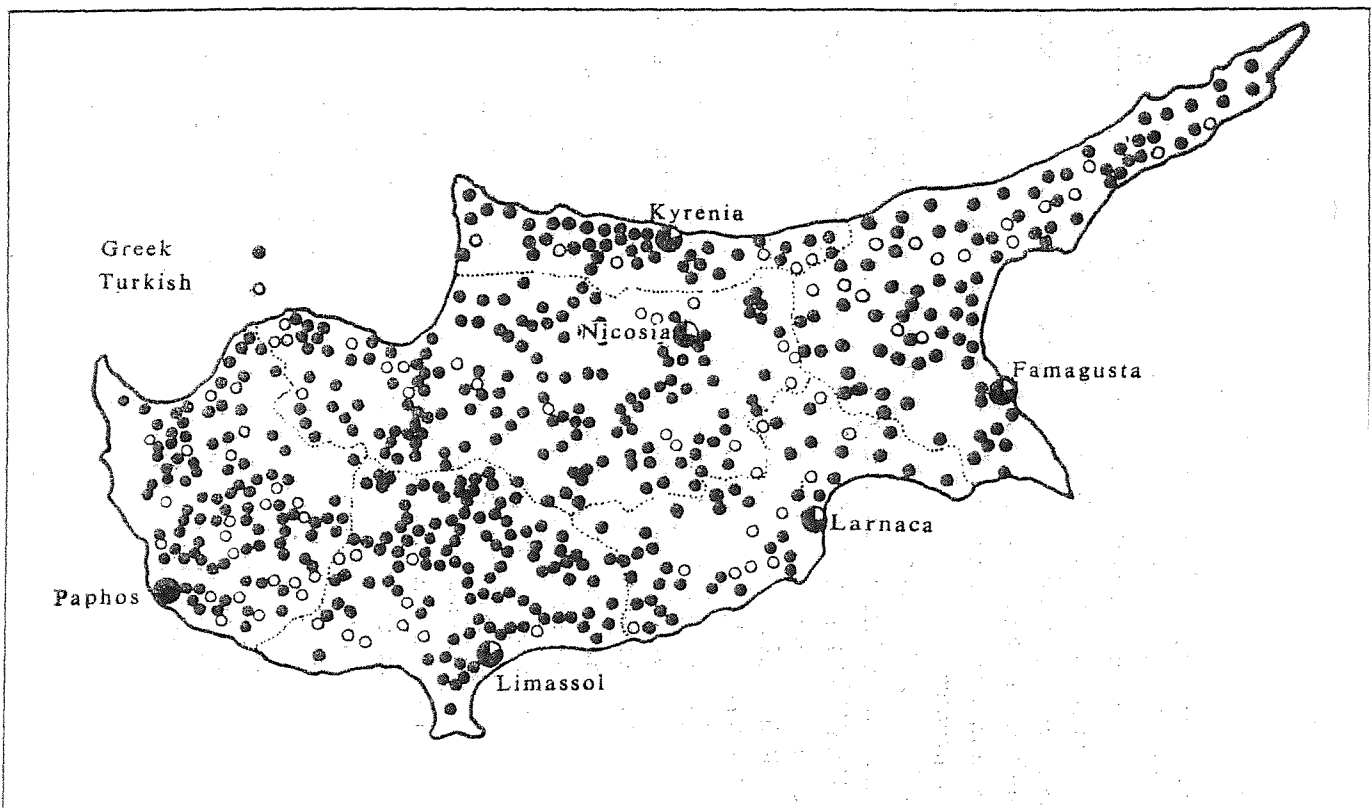 Kyrenia
Greek
Turkish
Nicosia
Famagusta
Larnaca
Paphos
Limassol